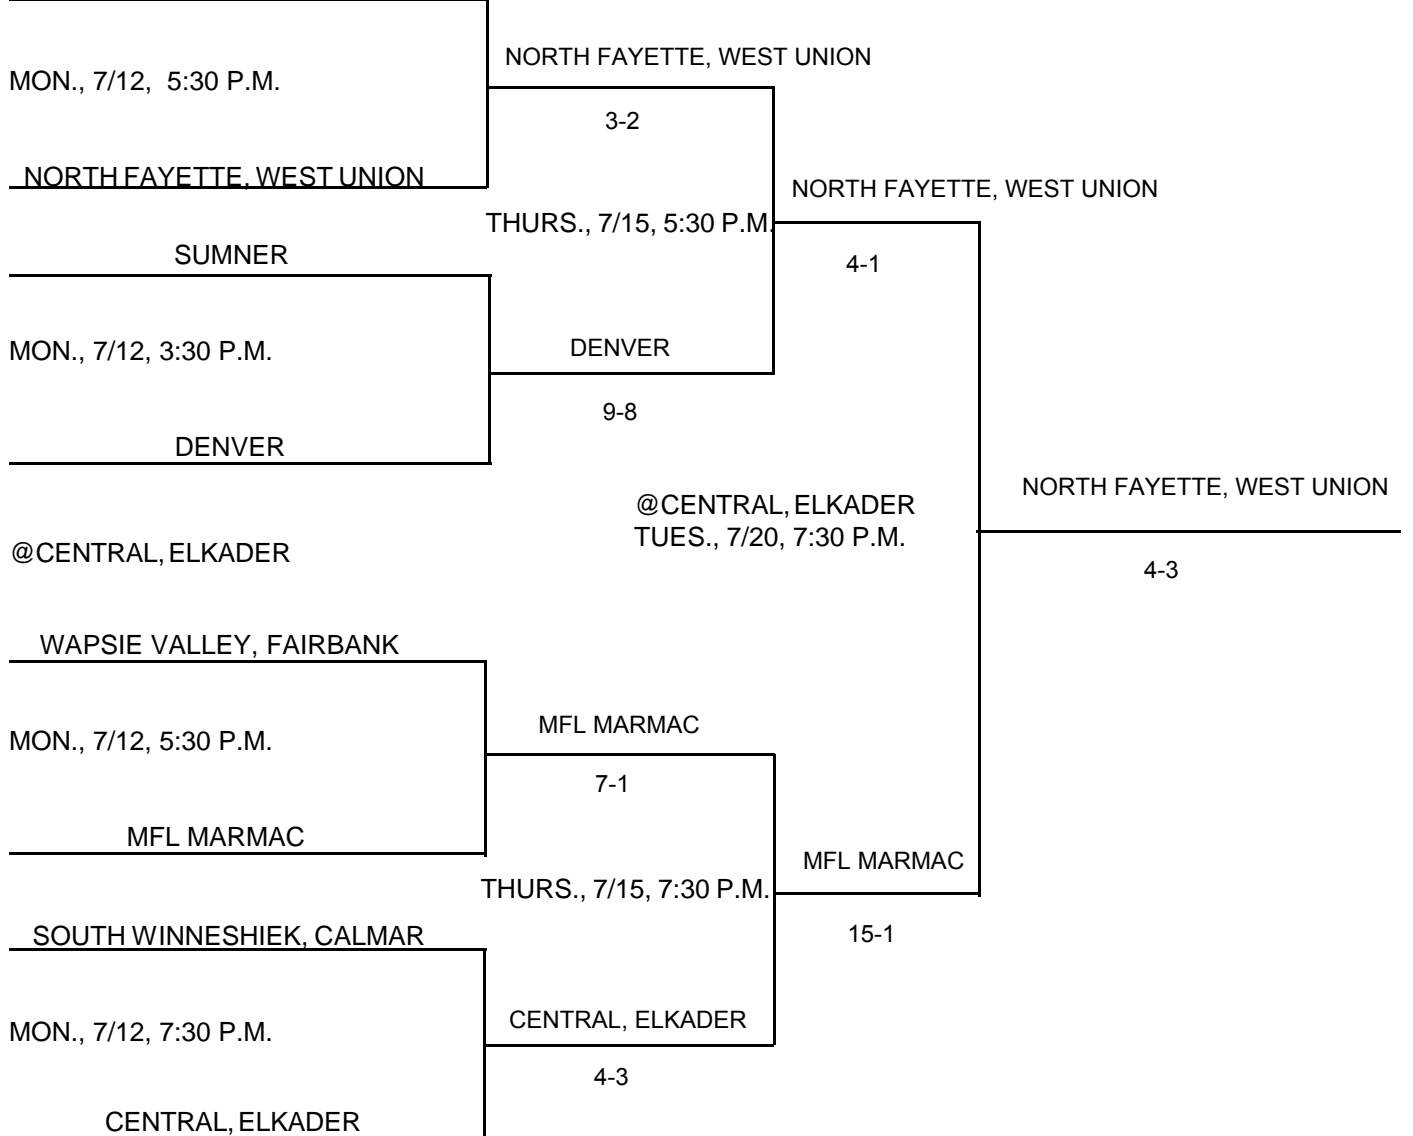 NORTH FAYETTE, WEST UNION
MON., 7/12, 5:30 P.M.
3-2
NORTH FAYETTE, WEST UNION
NORTH FAYETTE, WEST UNION
THURS., 7/15, 5:30 P.M.
SUMNER
4-1
MON., 7/12, 3:30 P.M.
DENVER
9-8
DENVER
NORTH FAYETTE, WEST UNION
@CENTRAL, ELKADER
TUES., 7/20, 7:30 P.M.
@CENTRAL, ELKADER
4-3
WAPSIE VALLEY, FAIRBANK
MFL MARMAC
MON., 7/12, 5:30 P.M.
7-1
MFL MARMAC
MFL MARMAC
THURS., 7/15, 7:30 P.M.
SOUTH WINNESHIEK, CALMAR
15-1
CENTRAL, ELKADER
MON., 7/12, 7:30 P.M.
4-3
CENTRAL, ELKADER